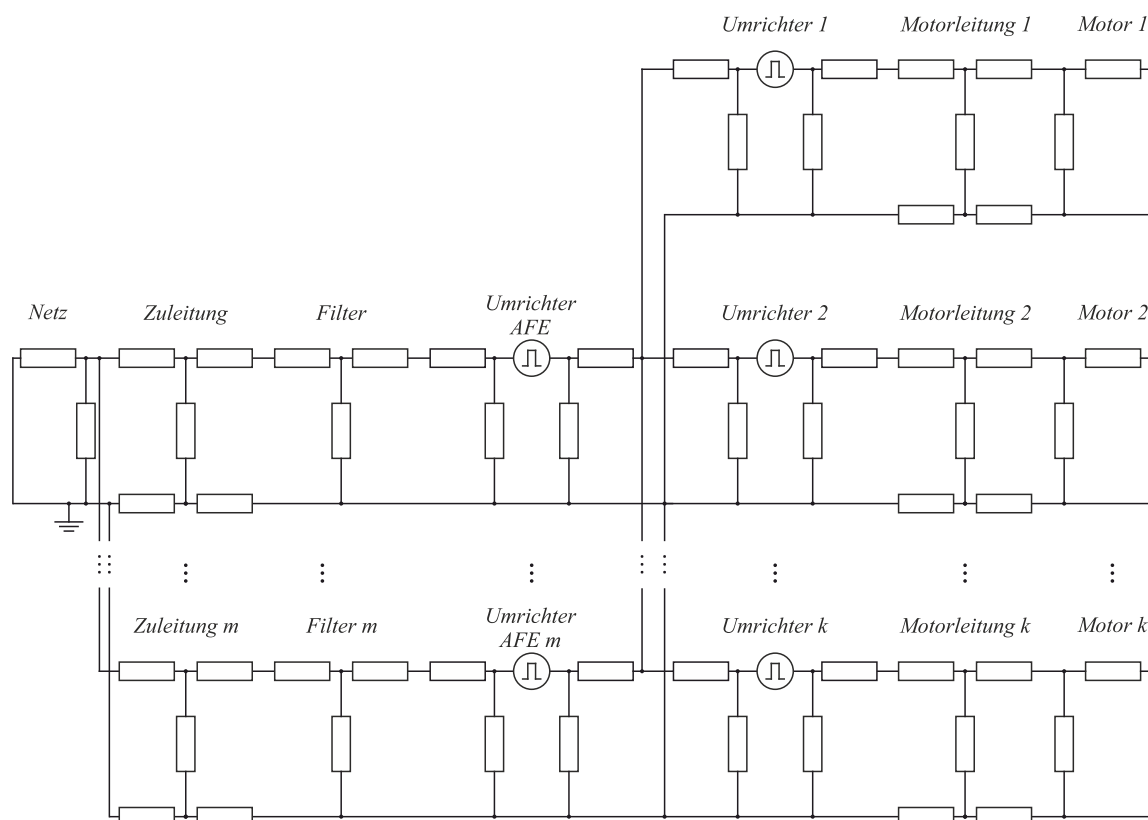 Umrichter 1
Motorleitung 1
Motor 1
Netz
Zuleitung
Filter
Umrichter
AFE
Umrichter 2
Motorleitung 2
Motor 2
Zuleitung m
Filter m
Umrichter
AFE m
Umrichter k
Motorleitung k
Motor k